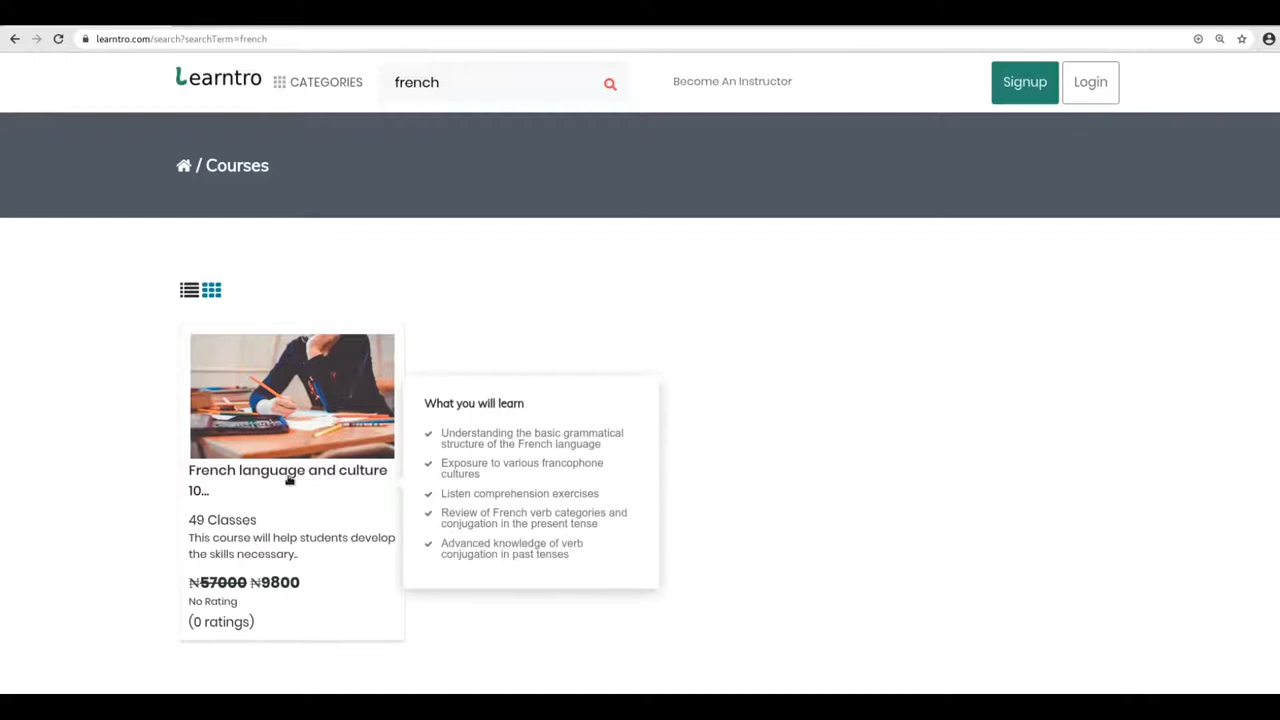 learntro.com/search?searchTerm=french
Learntro
CATEGORIES
french
Become An Instructor
Signup
Login
/ Courses
French language and culture
10...
49 Classes
This course will help students develop
the skills necessary..
₦57000 ₦9800
No Rating
(0 ratings)
What you will learn
Understanding the basic grammatical
structure of the French language
Exposure to various francophone
cultures
Listen comprehension exercises
Review of French verb categories and
conjugation in the present tense
Advanced knowledge of verb
conjugation in past tenses